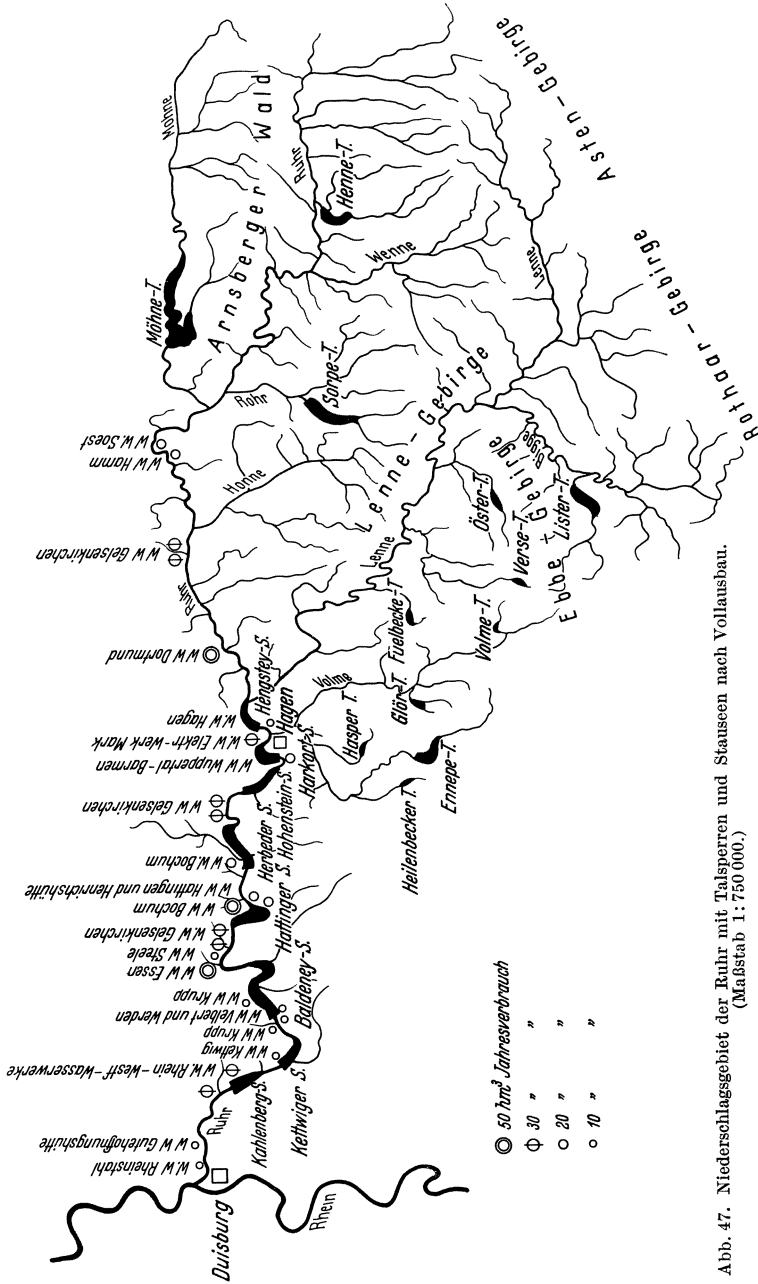 Möhne
Möhne-T.
Arnsberger Wald
Ruhr
Henne-T.
Wenne
Asten-Gebirge
Rothaar-Gebirge
Lenne
Röhr
Sorpe-T.
Lenne-Gebirge
W W. Soest
W W Hamm
Hönne
W W Gelsenkirchen
Ruhr
Lenne
Öster-T.
Bigge
Ebbe-Gebirge
Lister-T.
Verse-T.
Füelbecke-T
Volme-T.
Glör-T.
Volme
Hasper T.
Ennepe-T.
Heilenbecker T.
W W Dortmund
Hengstey-S.
W. W Hagen
Hagen
W. W. Elektr-Werk Mark
Harkort-S.
W W Wuppertal-Barmen
Hohenstein-S.
W W Gelsenkirchen
Herbeder S.
W W. Bochum
W W Hattingen und Henrichshütte
Hattinger S.
W W Bochum
W W. Gelsenkirchen
W W Steele
W W Essen
W W Krupp
Baldeney-S.
W W Velbert und Werden
W W Krupp
W W Kettwig
Kettwiger S.
W. W. Rhein-Westf-Wasserwerke
Kahlenberg-S.
Ruhr
W W Gutehoffnungshütte
W. W Rheinstahl
Duisburg
Rhein
50 hm³ Jahresverbrauch
30 " "
20 " "
10 " "
Abb. 47. Niederschlagsgebiet der Ruhr mit Talsperren und Stauseen nach Vollausbau.
(Maßstab 1:750 000.)